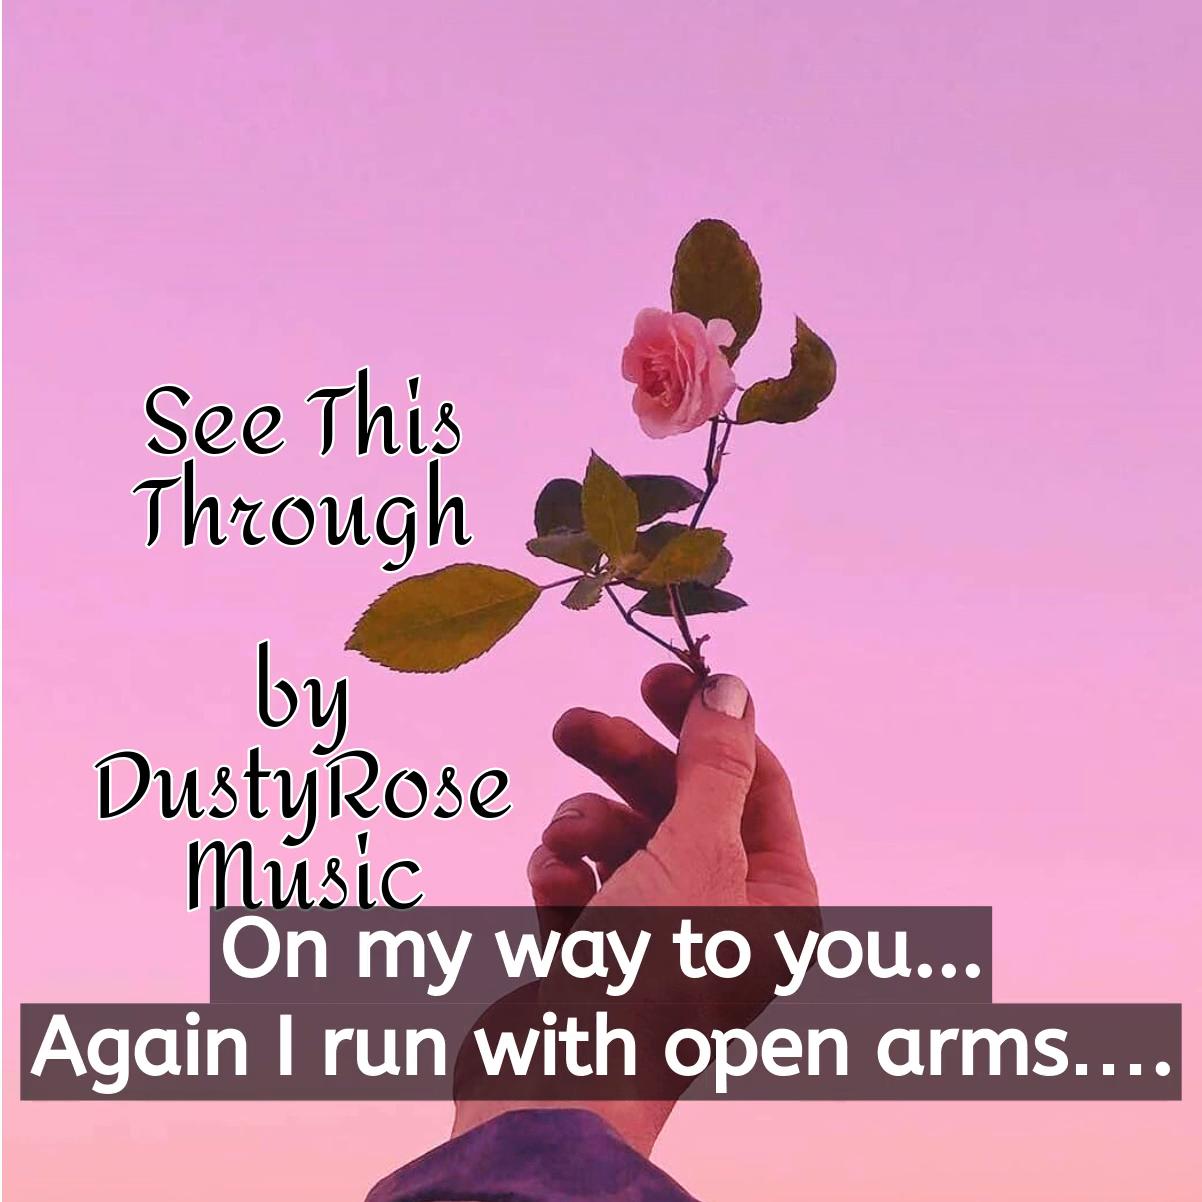 See This
Through
by
DustyRose
Music
On my way to you...
Again I run with open arms....